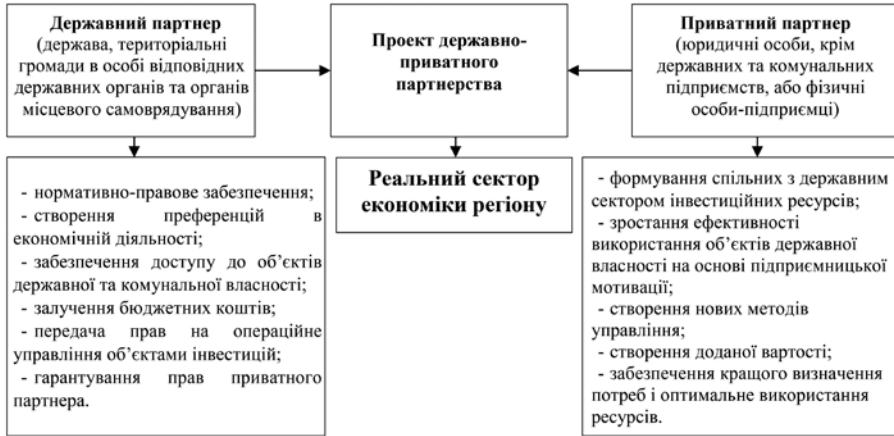 Державний партнер
(держава, територіальні
громади в особі відповідних
державних органів та органів
місцевого самоврядування)
Проект державно-
приватного
партнерства
Приватний партнер
(юридичні особи, крім
державних та комунальних
підприємств, або фізичні
особи-підприємці)
- нормативно-правове забезпечення;
- створення преференцій в
економічній діяльності;
- забезпечення доступу до об’єктів
державної та комунальної власності;
- залучення бюджетних коштів;
- передача прав на операційне
управління об’єктами інвестицій;
- гарантування прав приватного
партнера.
Реальний сектор
економіки регіону
- формування спільних з державним
сектором інвестиційних ресурсів;
- зростання ефективності
використання об’єктів державної
власності на основі підприємницької
мотивації;
- створення нових методів
управління;
- створення доданої вартості;
- забезпечення кращого визначення
потреб і оптимальне використання
ресурсів.